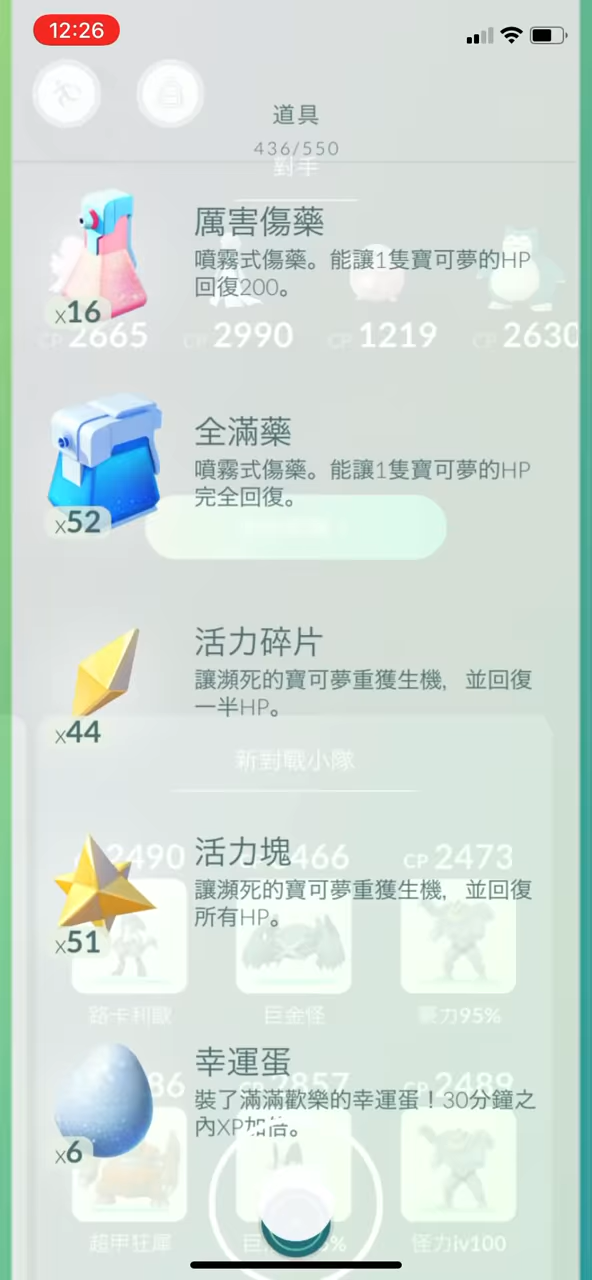 12:26
道具
436/550
對手
厲害傷藥
噴霧式傷藥。能讓1隻寶可夢的HP
回復200。
x16
CP 2665 CP 2990 CP 1219 CP 2630
全滿藥
噴霧式傷藥。能讓1隻寶可夢的HP
完全回復。
x52
活力碎片
讓瀕死的寶可夢重獲生機，並回復
一半HP。
x44
新對戰小隊
活力塊
2490 466 CP 2473
讓瀕死的寶可夢重獲生機，並回復
所有HP。
x51
路卡利歐 巨金怪 豪力95%
幸運蛋
86 2857 2489
裝了滿滿歡樂的幸運蛋！30分鐘之
內XP加倍。
x6
超甲狂犀 怪力iv100